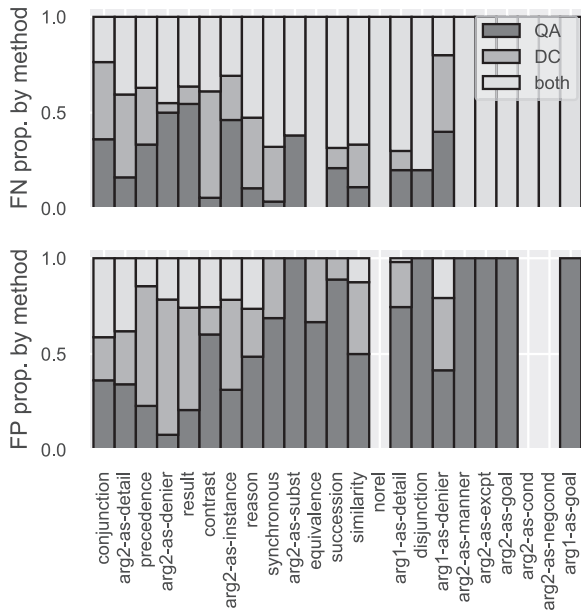 FN prop. by method
1.0
0.5
0.0
QA
DC
both
FP prop. by method
1.0
0.5
0.0
conjunction
arg2-as-detail
precedence
arg2-as-denier
result
contrast
arg2-as-instance
reason
synchronous
arg2-as-subst
equivalence
succession
similarity
norel
arg1-as-detail
disjunction
arg1-as-denier
arg2-as-manner
arg2-as-excpt
arg2-as-goal
arg2-as-cond
arg2-as-negcond
arg1-as-goal